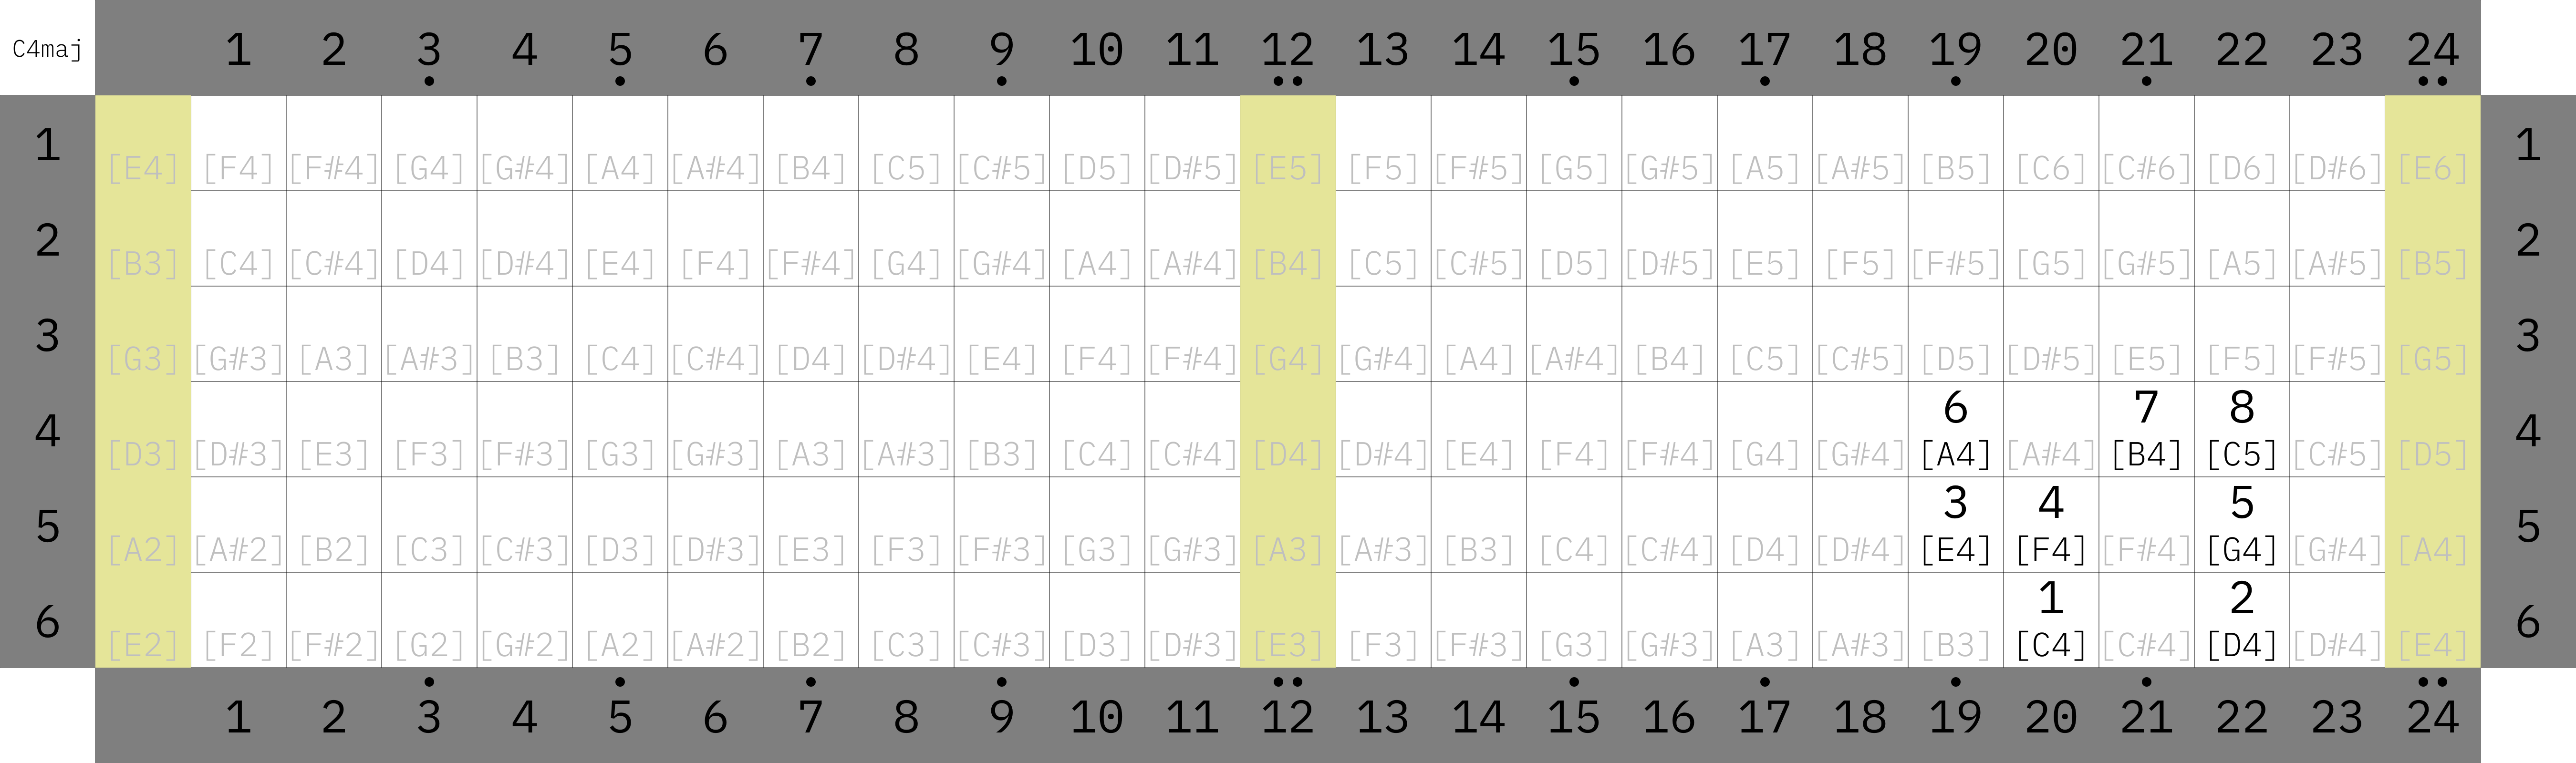 C4maj 1 2 3 4 5 6 7 8 9 10 11 12 13 14 15 16 17 18 19 20 21 22 23 24
1 [E4] [F4] [F#4] [G4] [G#4] [A4] [A#4] [B4] [C5] [C#5] [D5] [D#5] [E5] [F5] [F#5] [G5] [G#5] [A5] [A#5] [B5] [C6] [C#6] [D6] [D#6] [E6] 1
2 [B3] [C4] [C#4] [D4] [D#4] [E4] [F4] [F#4] [G4] [G#4] [A4] [A#4] [B4] [C5] [C#5] [D5] [D#5] [E5] [F5] [F#5] [G5] [G#5] [A5] [A#5] [B5] 2
3 [G3] [G#3] [A3] [A#3] [B3] [C4] [C#4] [D4] [D#4] [E4] [F4] [F#4] [G4] [G#4] [A4] [A#4] [B4] [C5] [C#5] [D5] [D#5] [E5] [F5] [F#5] [G5] 3
6 7 8
4 [D3] [D#3] [E3] [F3] [F#3] [G3] [G#3] [A3] [A#3] [B3] [C4] [C#4] [D4] [D#4] [E4] [F4] [F#4] [G4] [G#4] [A4] [A#4] [B4] [C5] [C#5] [D5] 4
3 4 5
5 [A2] [A#2] [B2] [C3] [C#3] [D3] [D#3] [E3] [F3] [F#3] [G3] [G#3] [A3] [A#3] [B3] [C4] [C#4] [D4] [D#4] [E4] [F4] [F#4] [G4] [G#4] [A4] 5
1 2
6 [E2] [F2] [F#2] [G2] [G#2] [A2] [A#2] [B2] [C3] [C#3] [D3] [D#3] [E3] [F3] [F#3] [G3] [G#3] [A3] [A#3] [B3] [C4] [C#4] [D4] [D#4] [E4] 6
1 2 3 4 5 6 7 8 9 10 11 12 13 14 15 16 17 18 19 20 21 22 23 24